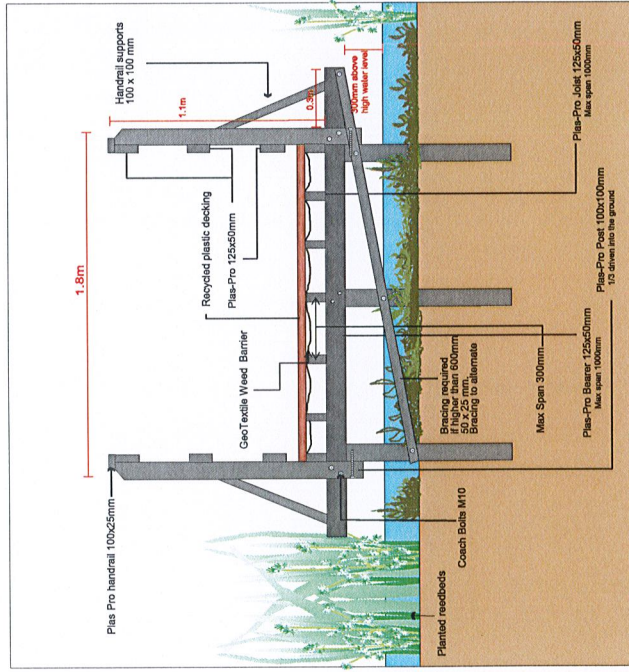 Plas Pro handrail 100x25mm
1.8m
1.1m
0.3m
Handrail supports
100 x 100 mm
Recycled plastic decking
Plas-Pro 125x50mm
GeoTextile Weed Barrier
300mm above
high water level
Planted reedbeds
Coach Bolts M10
Bracing required
if higher than 600mm
50 x 25 mm.
Bracing to alternate
Max Span 300mm
Plas-Pro Bearer 125x50mm
Max span 1000mm
Plas-Pro Post 100x100mm
1/3 driven into the ground
Plas-Pro Joist 125x50mm
Max span 1000mm